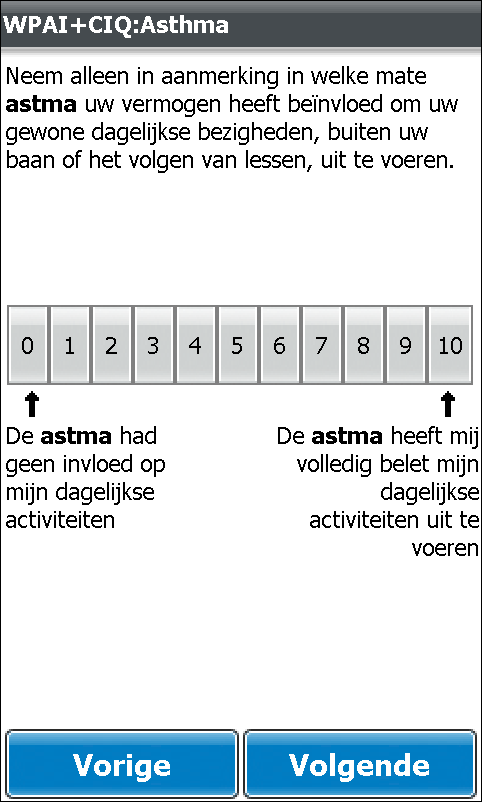 WPAI+CIQ:Asthma
Neem alleen in aanmerking in welke mate
astma uw vermogen heeft beïnvloed om uw
gewone dagelijkse bezigheden, buiten uw
baan of het volgen van lessen, uit te voeren.
0 1 2 3 4 5 6 7 8 9 10
De astma had
geen invloed op
mijn dagelijkse
activiteiten
De astma heeft mij
volledig belet mijn
dagelijkse
activiteiten uit te
voeren
Vorige
Volgende